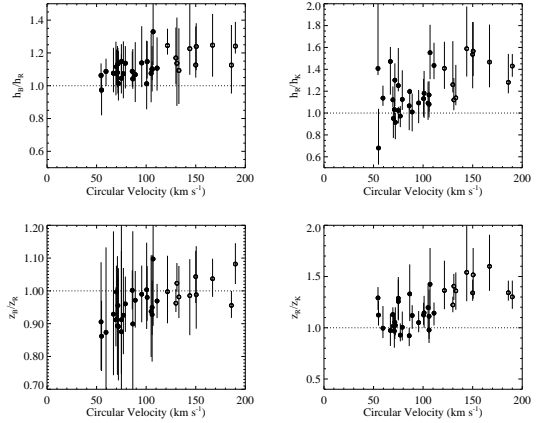 1.6
1.4
1.2
1.0
0.8
0.6
h_B/h_R
0 50 100 150 200
Circular Velocity (km s⁻¹)
2.0
1.8
1.6
1.4
1.2
1.0
0.8
0.6
h_R/h_K
0 50 100 150 200
Circular Velocity (km s⁻¹)
1.20
1.10
1.00
0.90
0.80
0.70
z_B/z_R
0 50 100 150 200
Circular Velocity (km s⁻¹)
2.0
1.5
1.0
0.5
z_R/z_K
0 50 100 150 200
Circular Velocity (km s⁻¹)